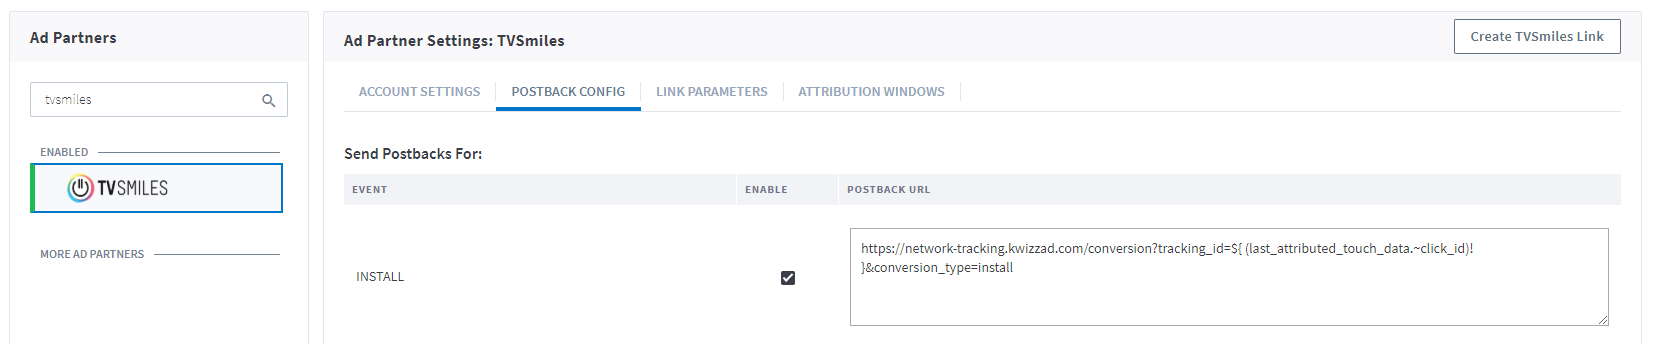 Ad Partners
tvsmiles
ENABLED
TVSMILES
MORE AD PARTNERS
Ad Partner Settings: TVSmiles
Create TVSmiles Link
ACCOUNT SETTINGS
POSTBACK CONFIG
LINK PARAMETERS
ATTRIBUTION WINDOWS
Send Postbacks For:
EVENT
ENABLE
POSTBACK URL
INSTALL
https://network-tracking.kwizzad.com/conversion?tracking_id=${ (last_attributed_touch_data.~click_id)!
}&conversion_type=install